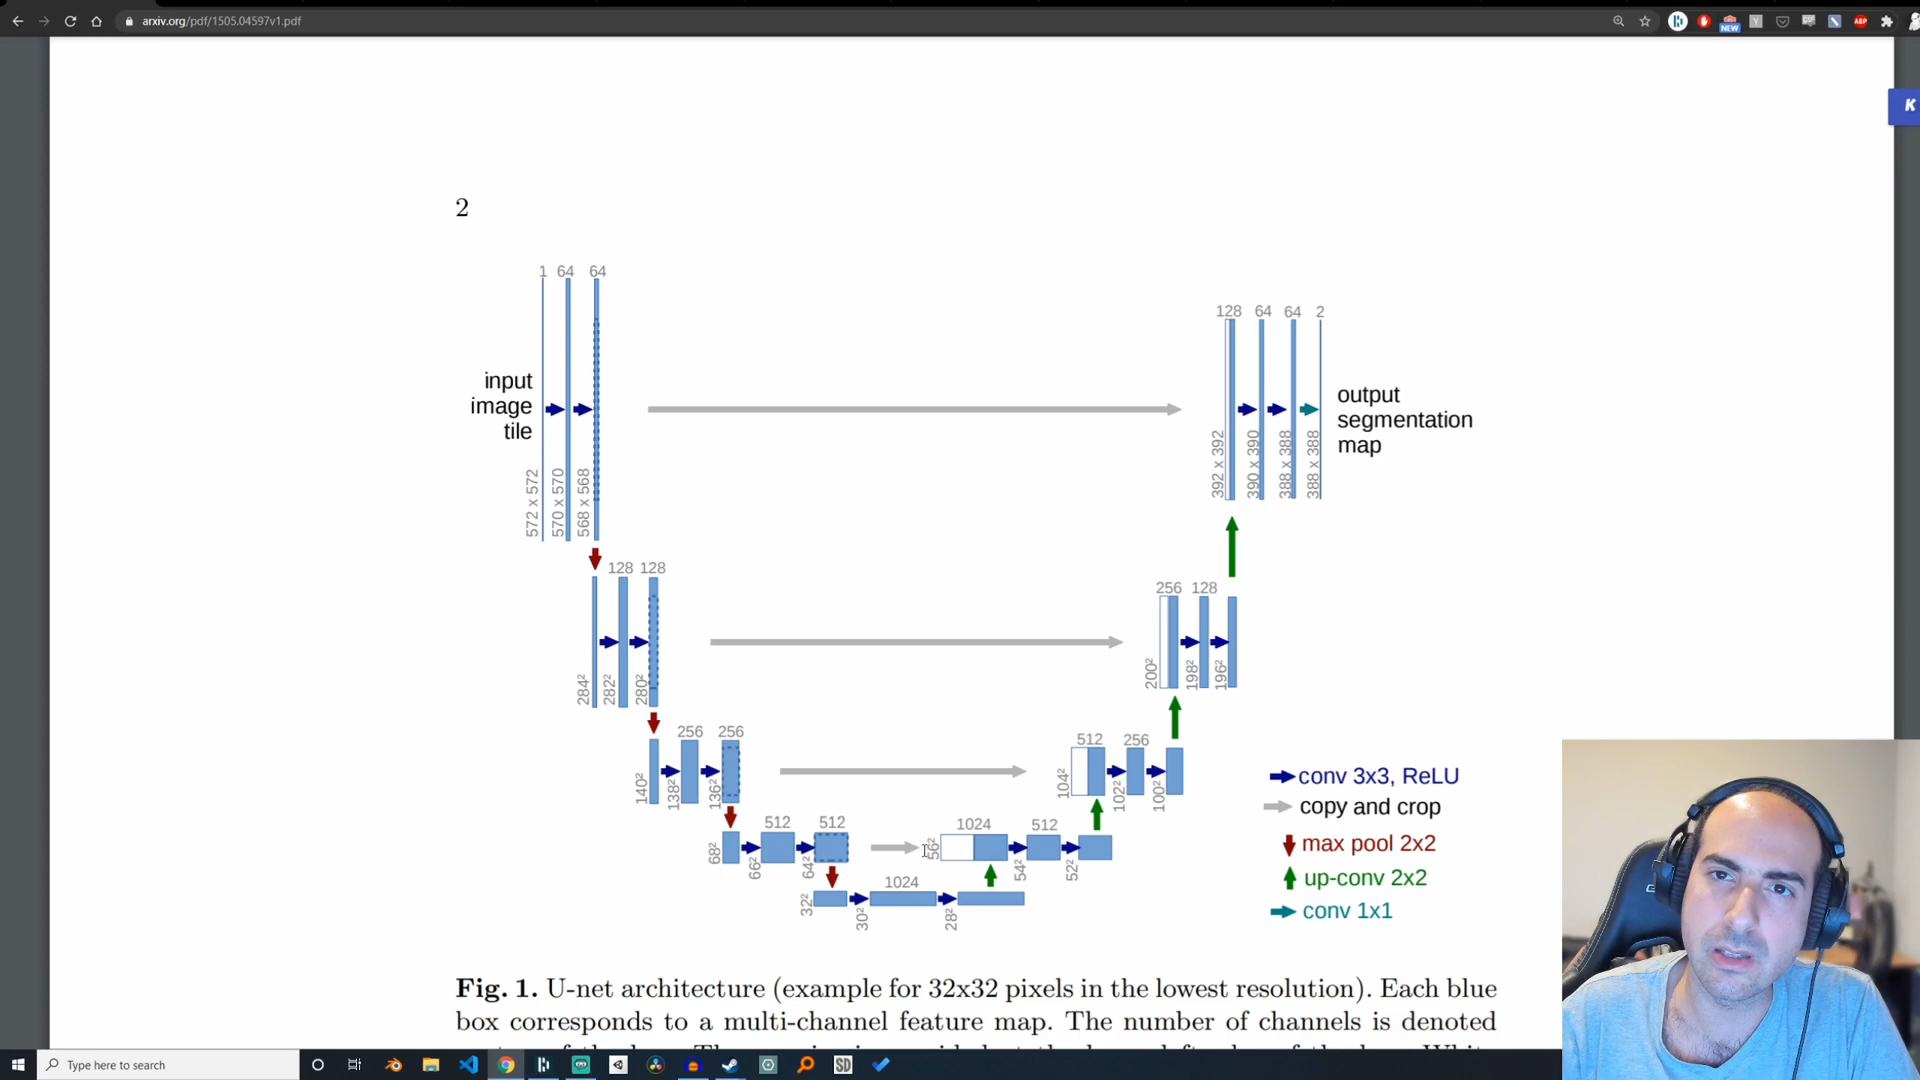 arxiv.org/pdf/1505.04597v1.pdf
NEW
ABP
K
2
1 64 64
128 64 64 2
input
image
tile
output
segmentation
map
572 x 572
570 x 570
568 x 568
392 x 392
390 x 390
388 x 388
388 x 388
128 128
256 128
284²
282²
280²
200²
198²
196²
256 256
512 256
140²
138²
136²
104²
102²
100²
512 512
1024 512
68²
66²
64²
56²
54²
52²
1024
32²
30²
28²
conv 3x3, ReLU
copy and crop
max pool 2x2
up-conv 2x2
conv 1x1
Fig. 1. U-net architecture (example for 32x32 pixels in the lowest resolution). Each blue
box corresponds to a multi-channel feature map. The number of channels is denoted
Type here to search
SD